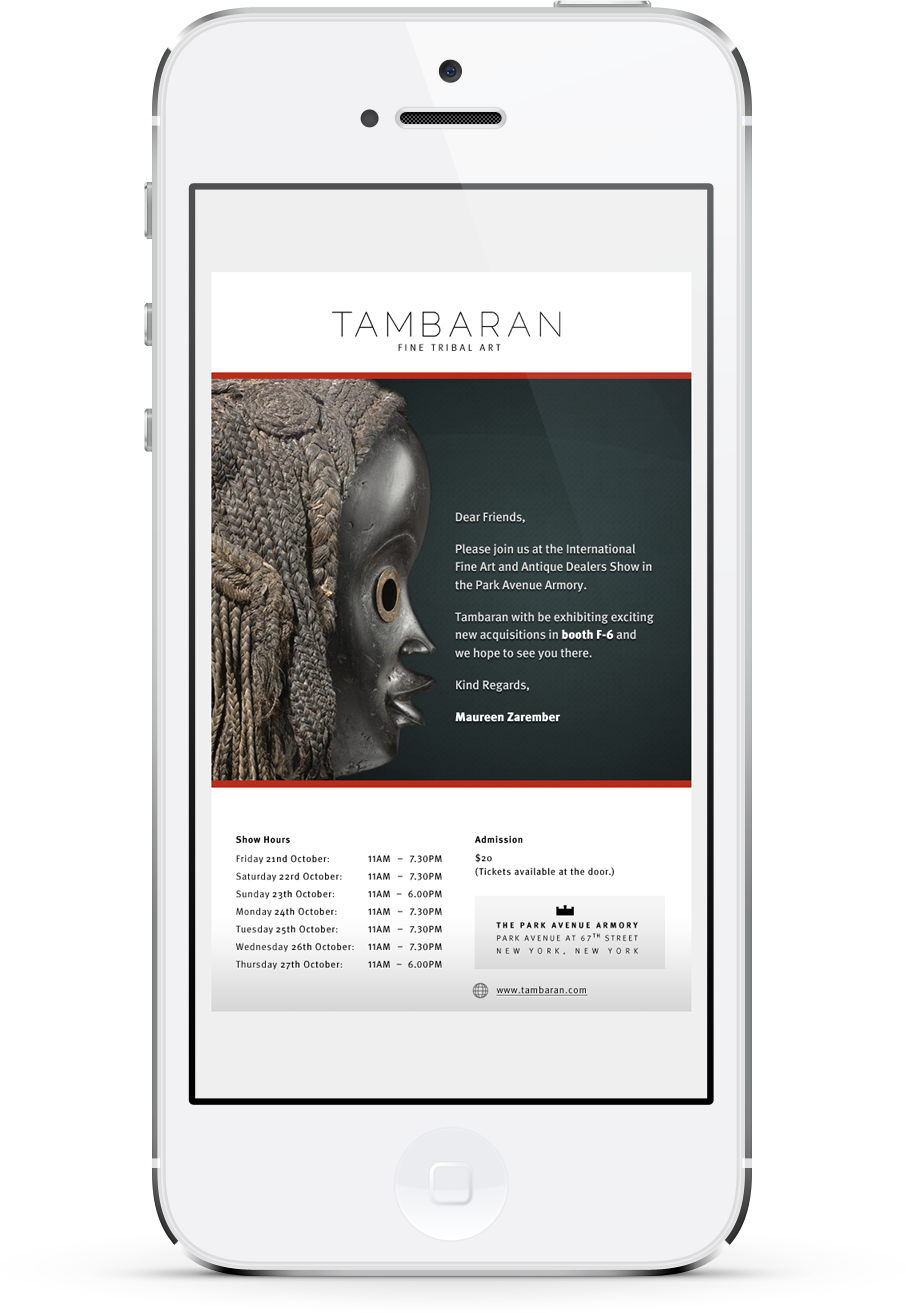 TAMBARAN
FINE TRIBAL ART
Dear Friends,
Please join us at the International
Fine Art and Antique Dealers Show in
the Park Avenue Armory.
Tambaran with be exhibiting exciting
new acquisitions in booth F-6 and
we hope to see you there.
Kind Regards,
Maureen Zarember
Show Hours
Friday 21nd October: 11AM – 7.30PM
Saturday 22rd October: 11AM – 7.30PM
Sunday 23th October: 11AM – 6.00PM
Monday 24th October: 11AM – 7.30PM
Tuesday 25th October: 11AM – 7.30PM
Wednesday 26th October: 11AM – 7.30PM
Thursday 27th October: 11AM – 6.00PM
Admission
$20
(Tickets available at the door.)
THE PARK AVENUE ARMORY
PARK AVENUE AT 67TH STREET
NEW YORK, NEW YORK
www.tambaran.com